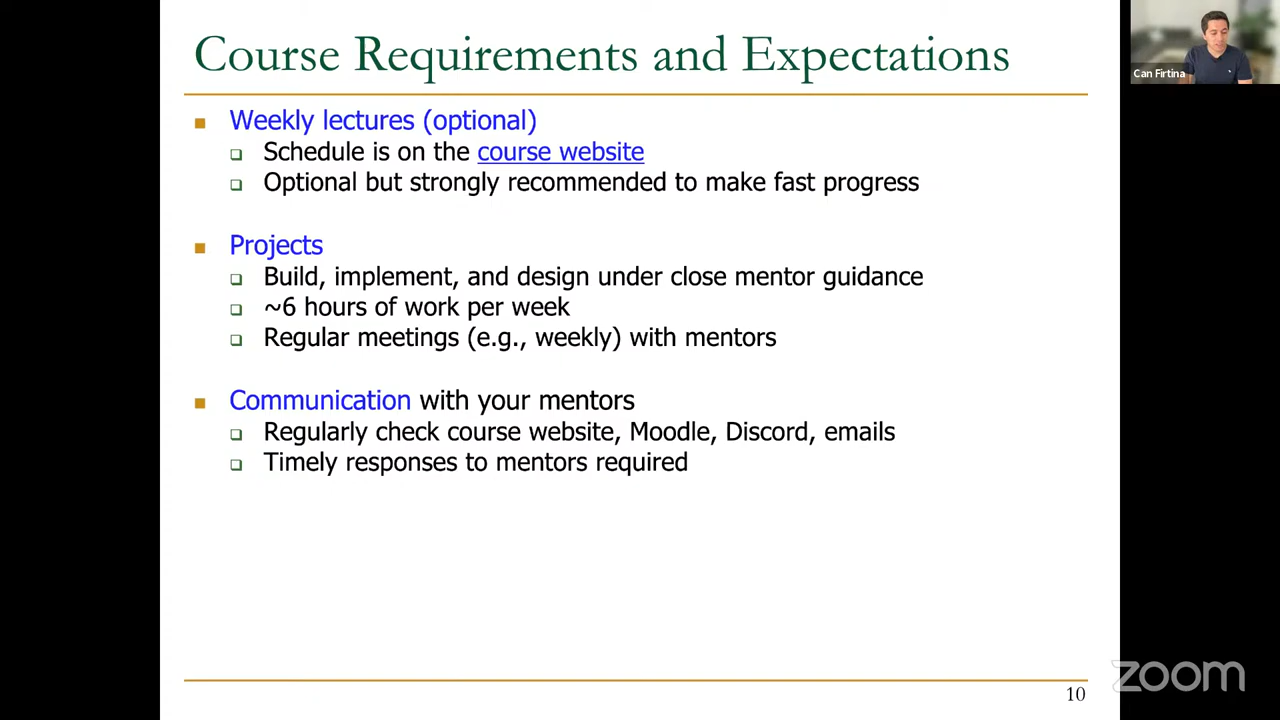 Course Requirements and Expectations
Can Firtina
Weekly lectures (optional)
Schedule is on the course website
Optional but strongly recommended to make fast progress
Projects
Build, implement, and design under close mentor guidance
~6 hours of work per week
Regular meetings (e.g., weekly) with mentors
Communication with your mentors
Regularly check course website, Moodle, Discord, emails
Timely responses to mentors required
zoom
10